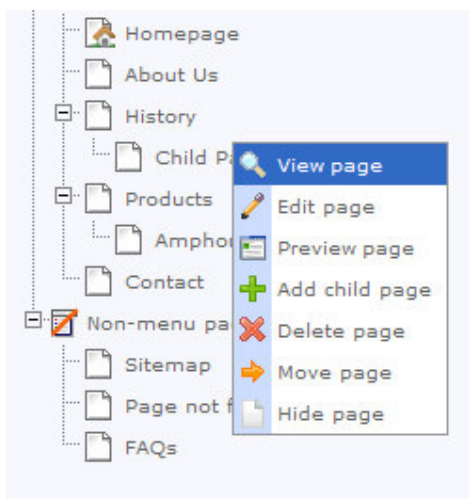 Homepage
About Us
History
Child Pa
View page
Products
Edit page
Amphor
Preview page
Contact
Add child page
Non-menu pa
Delete page
Sitemap
Move page
Page not f
Hide page
FAQs